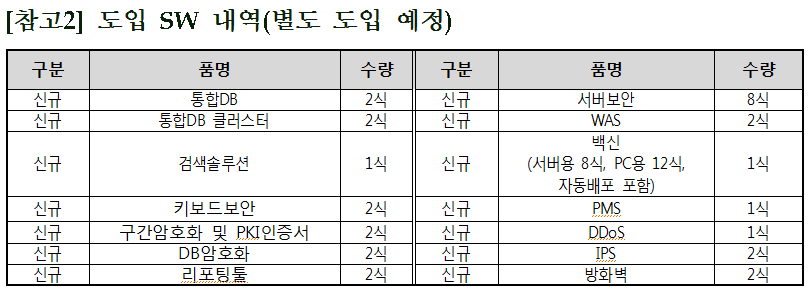 [참고2] 도입 SW 내역(별도 도입 예정)
구분 품명 수량 구분 품명 수량
신규 통합DB 2식 신규 서버보안 8식
신규 통합DB 클러스터 2식 신규 WAS 2식
신규 검색솔루션 1식 신규 백신
(서버용 8식, PC용 12식,
자동배포 포함) 1식
신규 키보드보안 2식 신규 PMS 1식
신규 구간암호화 및 PKI인증서 2식 신규 DDoS 1식
신규 DB암호화 2식 신규 IPS 2식
신규 리포팅툴 2식 신규 방화벽 2식